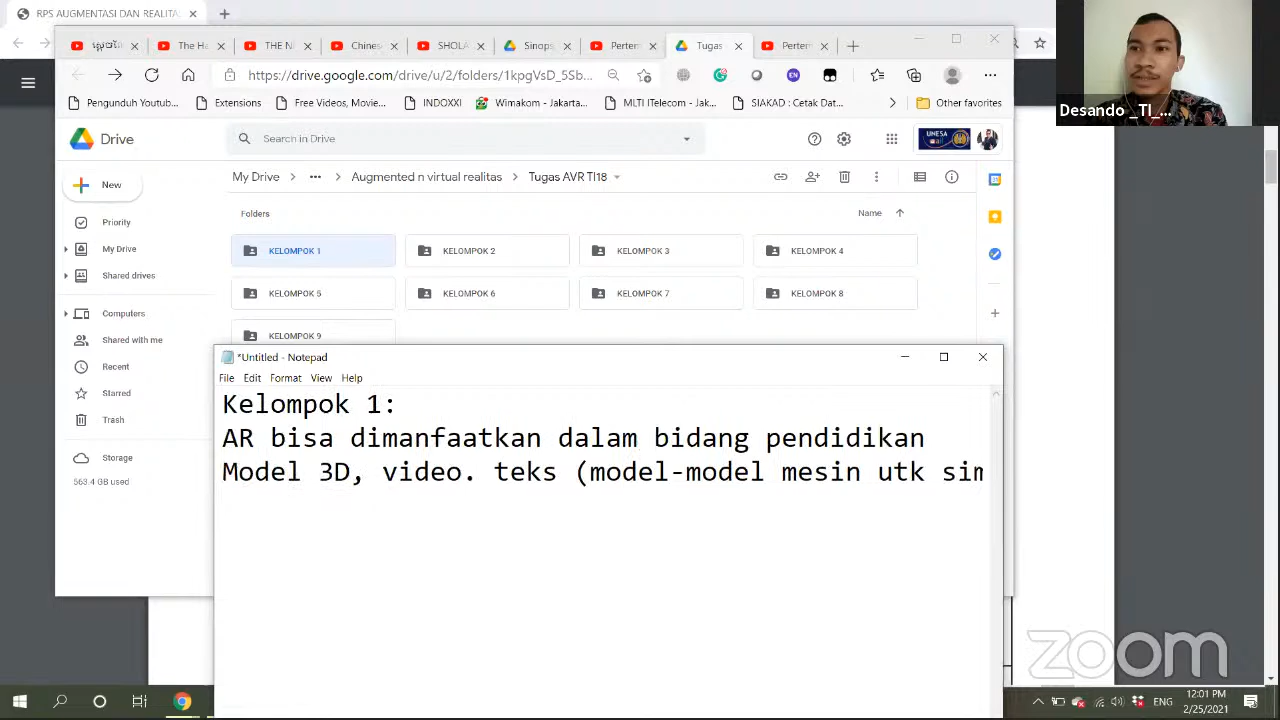 RPS AUGMENTASI DAN REALITA
The Ha
THE N
Chines
SHO
Sinops
Pertem
Tugas
Pertem
https://drive.google.com/drive/u/2/folders/1kpgVsD_5Sb...
Pengunduh Youtub...
Extensions
Free Videos, Movie...
INDOXXI
Wimakom - Jakarta...
MLTI ITelecom - Jak...
SIAKAD : Cetak Dat...
Other favorites
Desando _TI_...
Drive
Search in Drive
UNESA
New
My Drive
...
Augmented n virtual realitas
Tugas AVR TI18
Folders
Name
Priority
My Drive
Shared drives
Computers
Shared with me
Recent
Starred
Trash
Storage
563.4 GB used
KELOMPOK 1
KELOMPOK 2
KELOMPOK 3
KELOMPOK 4
KELOMPOK 5
KELOMPOK 6
KELOMPOK 7
KELOMPOK 8
KELOMPOK 9
*Untitled - Notepad
File Edit Format View Help
Kelompok 1:
AR bisa dimanfaatkan dalam bidang pendidikan
Model 3D, video. teks (model-model mesin utk sim
zoom
ENG
12:01 PM
2/25/2021